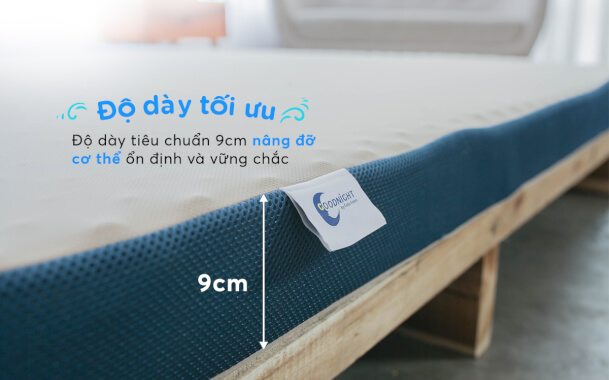 Độ dày tối ưu
Độ dày tiêu chuẩn 9cm nâng đỡ
cơ thể ổn định và vững chắc
GOODNIGHT
9cm